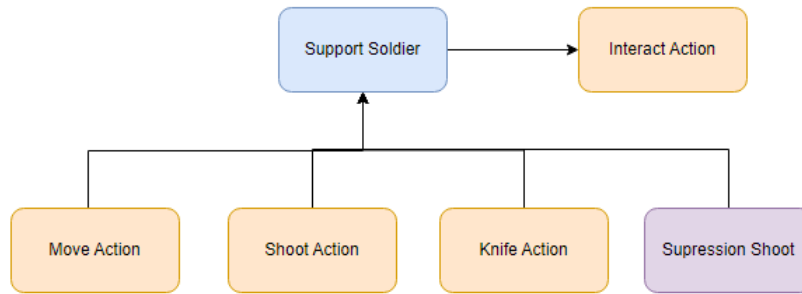 Support Soldier
Interact Action
Move Action
Shoot Action
Knife Action
Supression Shoot